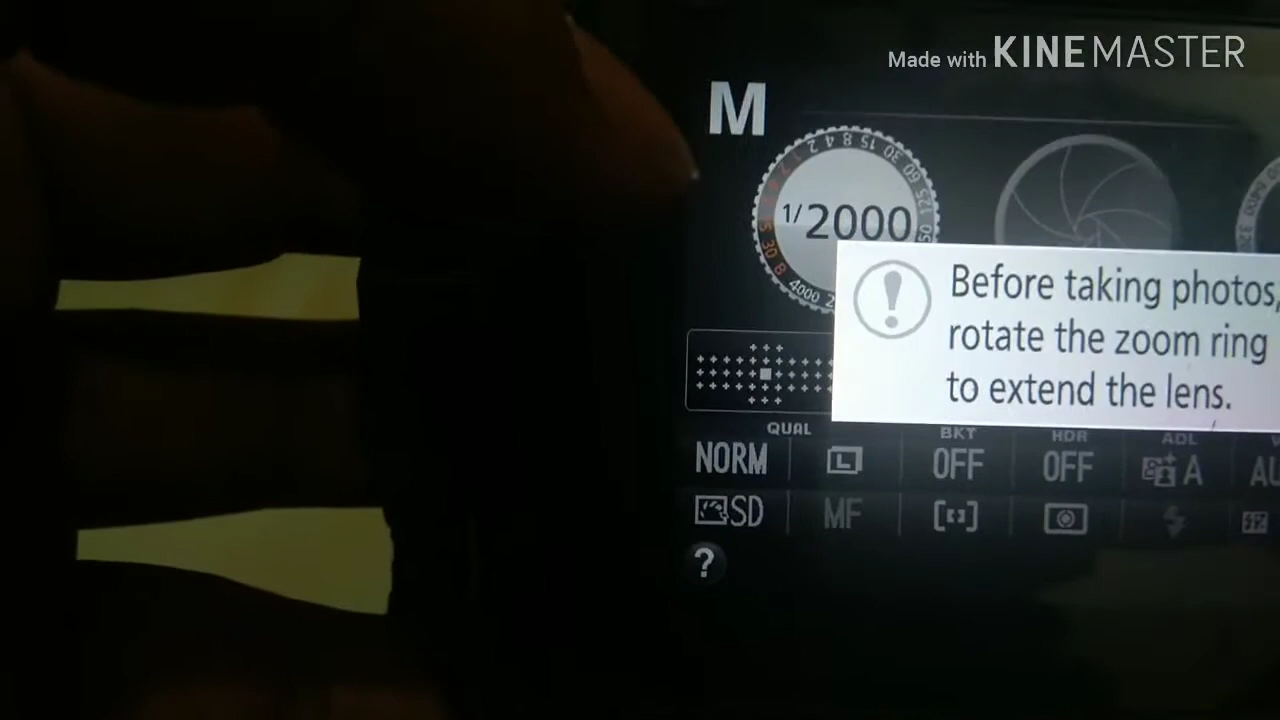 Made with KINEMASTER
M
1/2000
Before taking photos,
rotate the zoom ring
to extend the lens.
QUAL BKT HDR ADL
NORM L OFF OFF A
SD MF
?